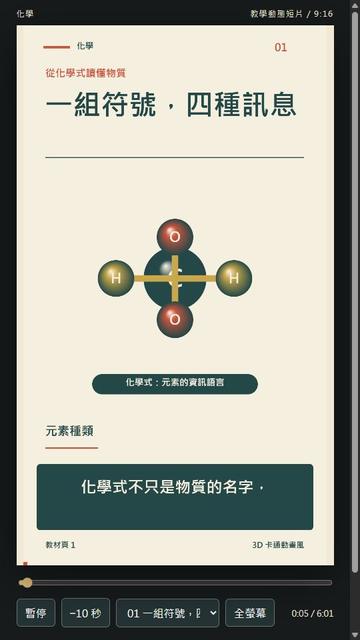 化學
教學動態短片 / 9:16
化學
01
從化學式讀懂物質
一組符號，四種訊息
O
H
C
H
O
化學式：元素的資訊語言
元素種類
化學式不只是物質的名字，
教材頁 1
3D 卡通動畫風
暫停
−10 秒
01 一組符號，
全螢幕
0:05 / 6:01